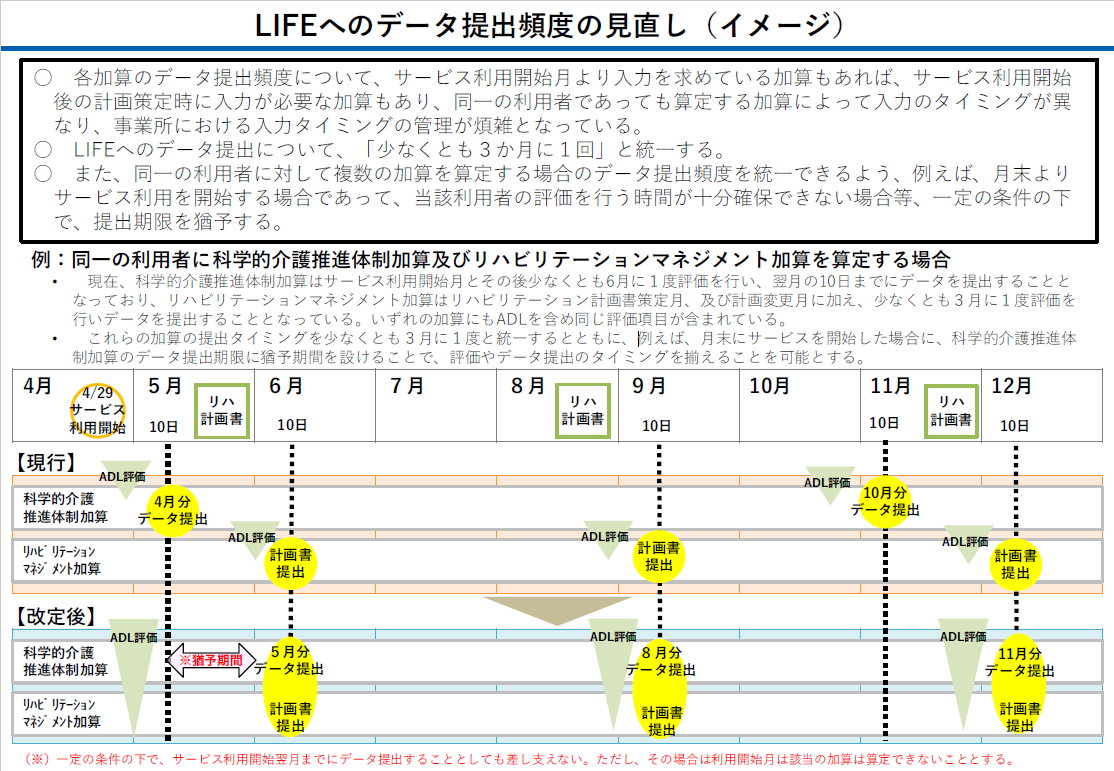 LIFEへのデータ提出頻度の見直し（イメージ）
○　各加算のデータ提出頻度について、サービス利用開始月より入力を求めている加算もあれば、サービス利用開始
後の計画策定時に入力が必要な加算もあり、同一の利用者であっても算定する加算によって入力のタイミングが異
なり、事業所における入力タイミングの管理が煩雑となっている。
○　LIFEへのデータ提出について、「少なくとも３か月に１回」と統一する。
○　また、同一の利用者に対して複数の加算を算定する場合のデータ提出頻度を統一できるよう、例えば、月末より
サービス利用を開始する場合であって、当該利用者の評価を行う時間が十分確保できない場合等、一定の条件の下
で、提出期限を猶予する。
例：同一の利用者に科学的介護推進体制加算及びリハビリテーションマネジメント加算を算定する場合
・　現在、科学的介護推進体制加算はサービス利用開始月とその後少なくとも6月に１度評価を行い、翌月の10日までにデータを提出することと
なっており、リハビリテーションマネジメント加算はリハビリテーション計画書策定月、及び計画変更月に加え、少なくとも３月に１度評価を
行いデータを提出することとなっている。いずれの加算にもADLを含め同じ評価項目が含まれている。
・　これらの加算の提出タイミングを少なくとも３月に１度と統一するとともに、例えば、月末にサービスを開始した場合に、科学的介護推進体
制加算のデータ提出期限に猶予期間を設けることで、評価やデータ提出のタイミングを揃えることを可能とする。
4月 5月 6月 7月 8月 9月 10月 11月 12月
4/29
サービス
利用開始
リハ
計画書
リハ
計画書
リハ
計画書
10日 10日 10日 10日 10日
【現行】
ADL評価 ADL評価
科学的介護
推進体制加算
4月分
データ提出
10月分
データ提出
ADL評価 ADL評価 ADL評価
ﾘﾊﾋﾞﾘﾃｰｼｮﾝ
ﾏﾈｼﾞﾒﾝﾄ加算
計画書
提出
計画書
提出
計画書
提出
【改定後】
ADL評価 ADL評価 ADL評価
科学的介護
推進体制加算
※猶予期間
5月分
データ提出
8月分
データ提出
11月分
データ提出
ﾘﾊﾋﾞﾘﾃｰｼｮﾝ
ﾏﾈｼﾞﾒﾝﾄ加算
計画書
提出
計画書
提出
計画書
提出
（※）一定の条件の下で、サービス利用開始翌月までにデータ提出することとしても差し支えない。ただし、その場合は利用開始月は該当の加算は算定できないこととする。